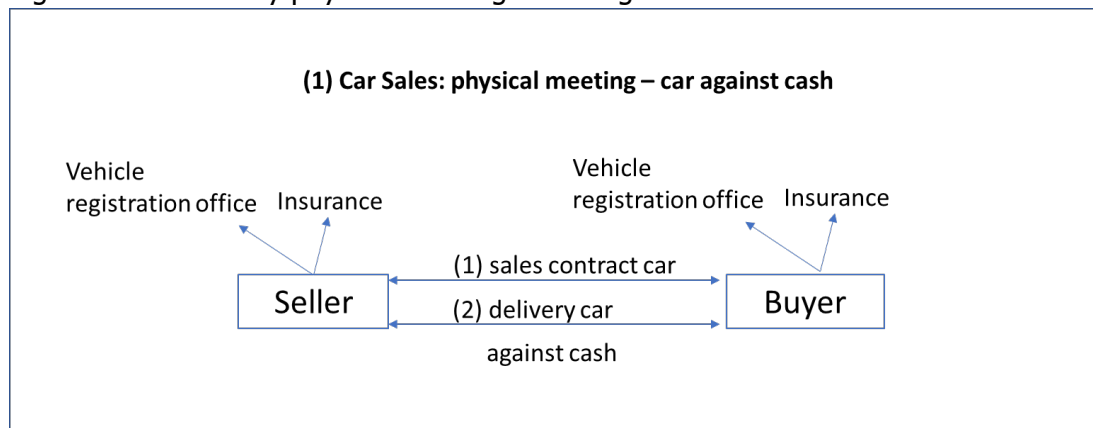 (1) Car Sales: physical meeting – car against cash
Vehicle
registration office
Insurance
Vehicle
registration office
Insurance
(1) sales contract car
Seller
Buyer
(2) delivery car
against cash